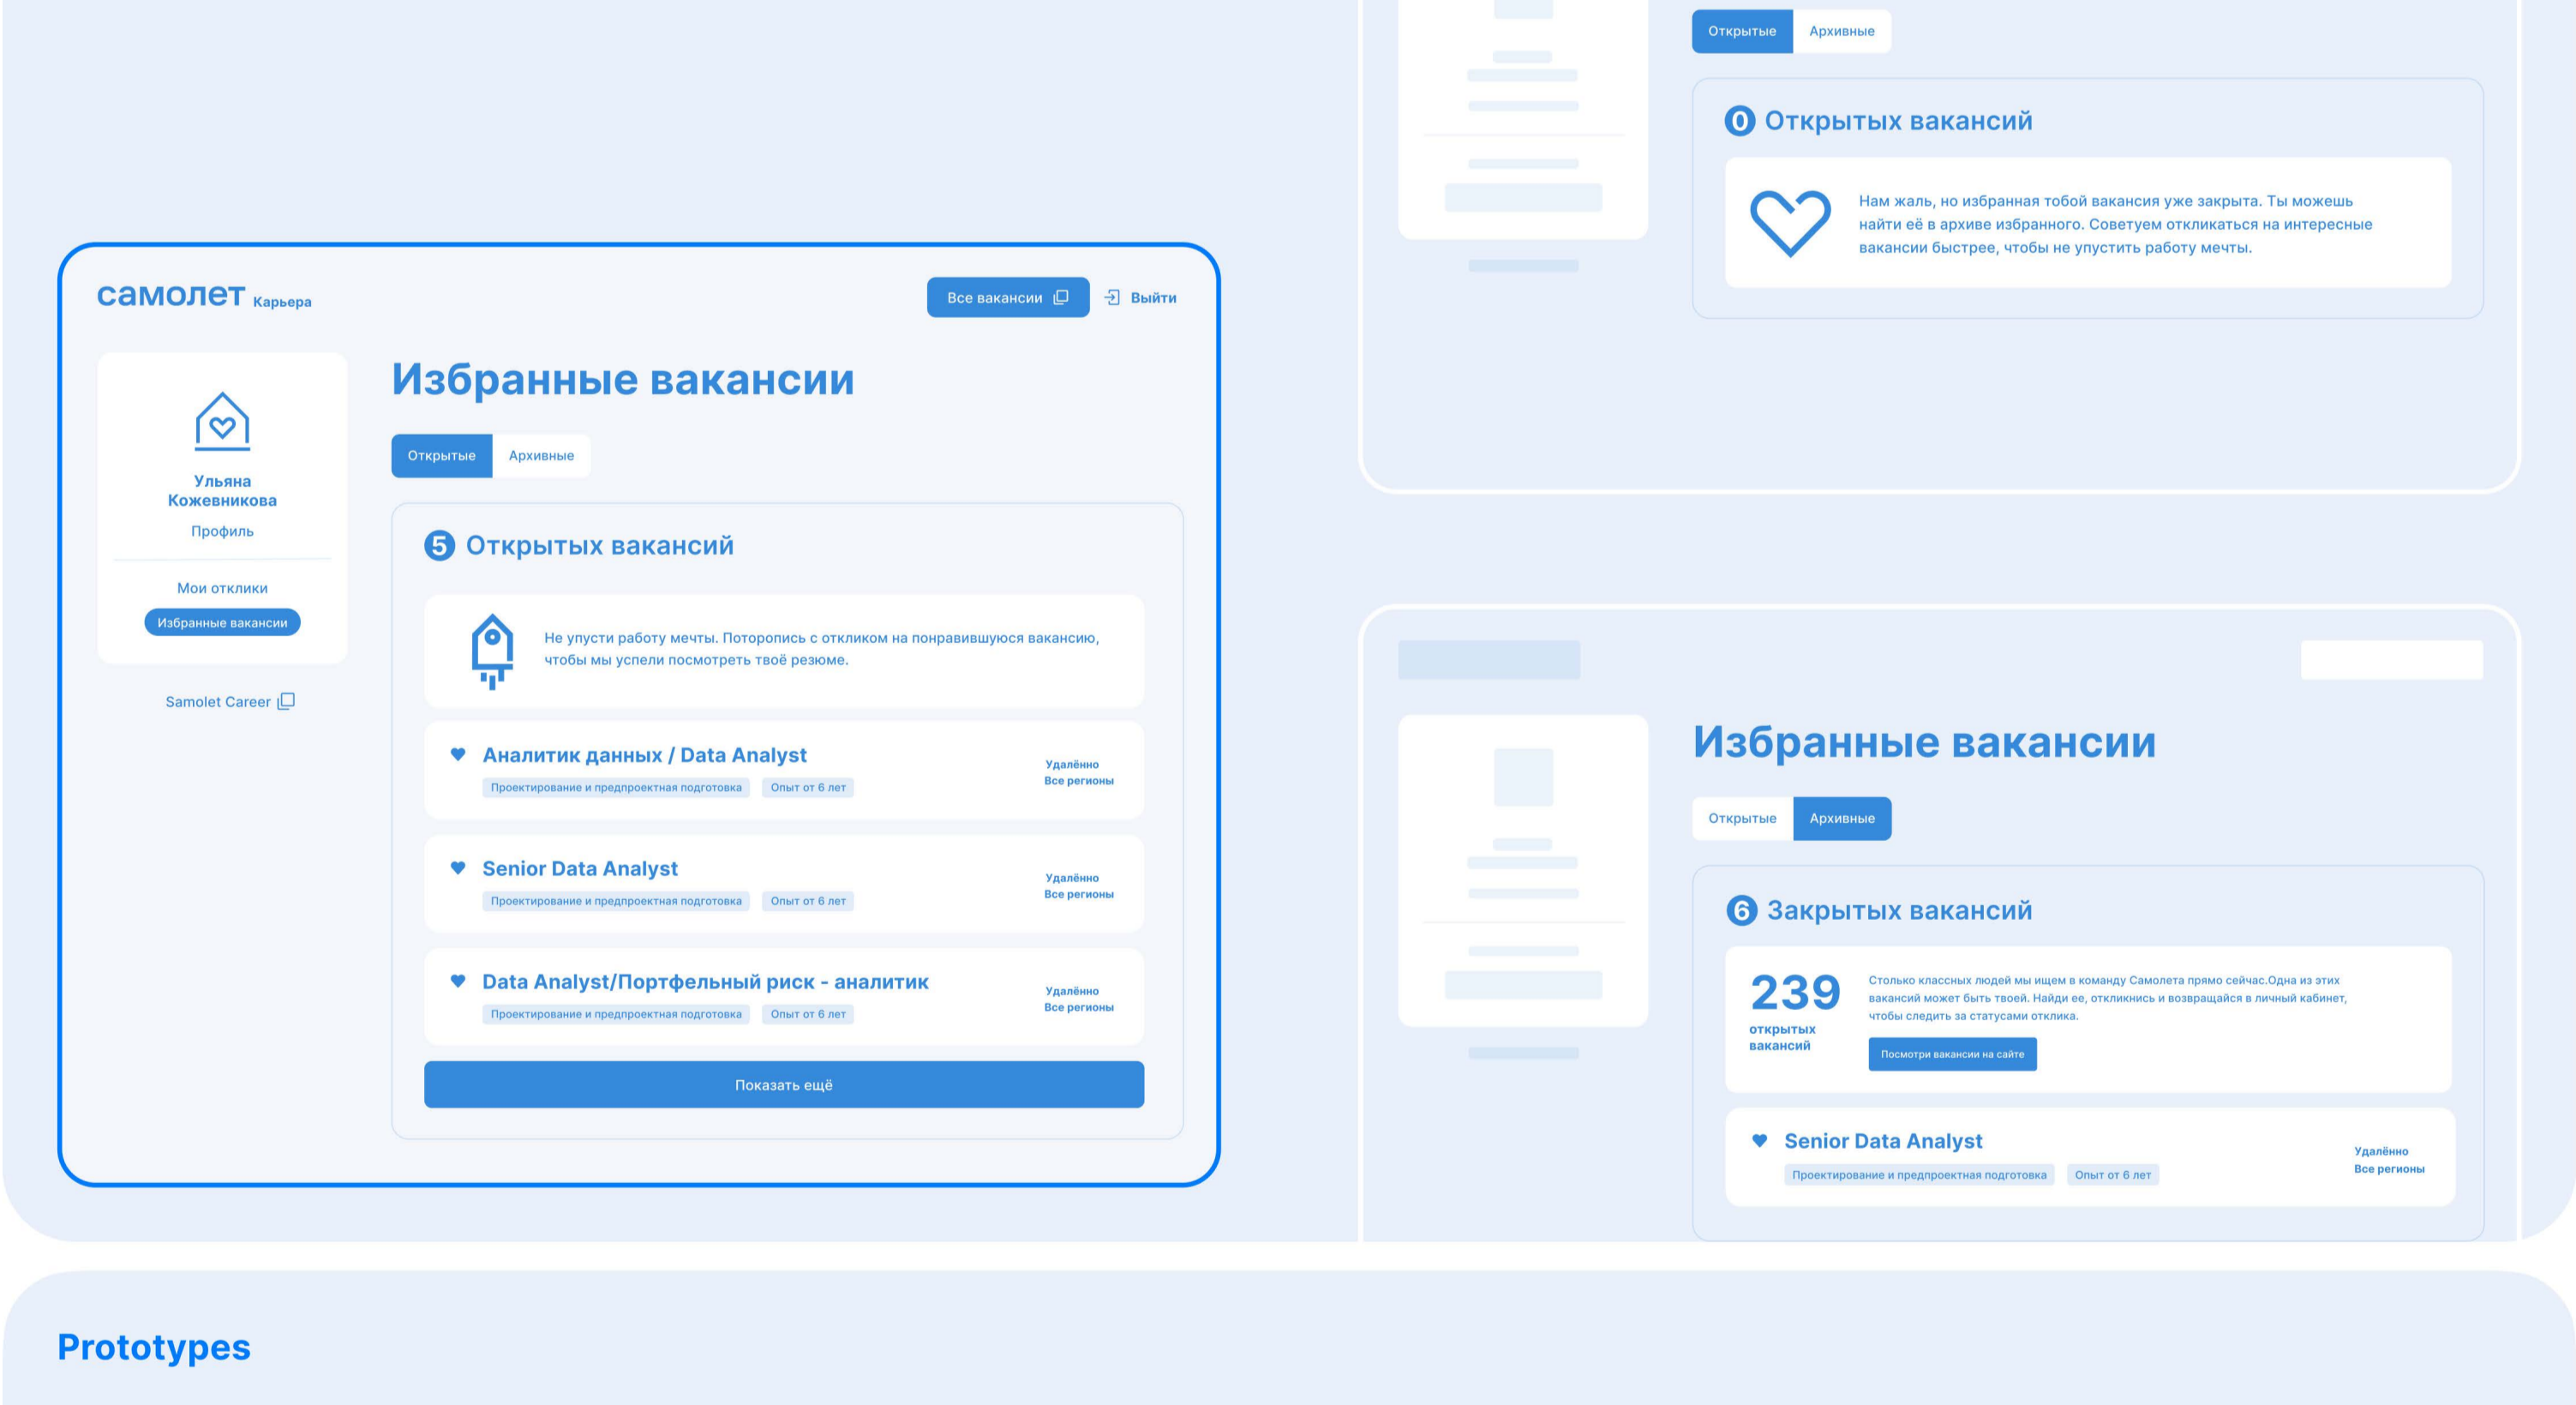 самолет Карьера
Все вакансии
Выйти
Ульяна
Кожевникова
Профиль
Мои отклики
Избранные вакансии
Samolet Career
Избранные вакансии
Открытые
Архивные
5 Открытых вакансий
Не упусти работу мечты. Поторопись с откликом на понравившуюся вакансию,
чтобы мы успели посмотреть твоё резюме.
Аналитик данных / Data Analyst
Проектирование и предпроектная подготовка
Опыт от 6 лет
Удалённо
Все регионы
Senior Data Analyst
Проектирование и предпроектная подготовка
Опыт от 6 лет
Удалённо
Все регионы
Data Analyst/Портфельный риск - аналитик
Проектирование и предпроектная подготовка
Опыт от 6 лет
Удалённо
Все регионы
Показать ещё
Открытые
Архивные
0 Открытых вакансий
Нам жаль, но избранная тобой вакансия уже закрыта. Ты можешь
найти её в архиве избранного. Советуем откликаться на интересные
вакансии быстрее, чтобы не упустить работу мечты.
Избранные вакансии
Открытые
Архивные
6 Закрытых вакансий
239
открытых
вакансий
Столько классных людей мы ищем в команду Самолета прямо сейчас.Одна из этих
вакансий может быть твоей. Найди ее, откликнись и возвращайся в личный кабинет,
чтобы следить за статусами отклика.
Посмотри вакансии на сайте
Senior Data Analyst
Проектирование и предпроектная подготовка
Опыт от 6 лет
Удалённо
Все регионы
Prototypes